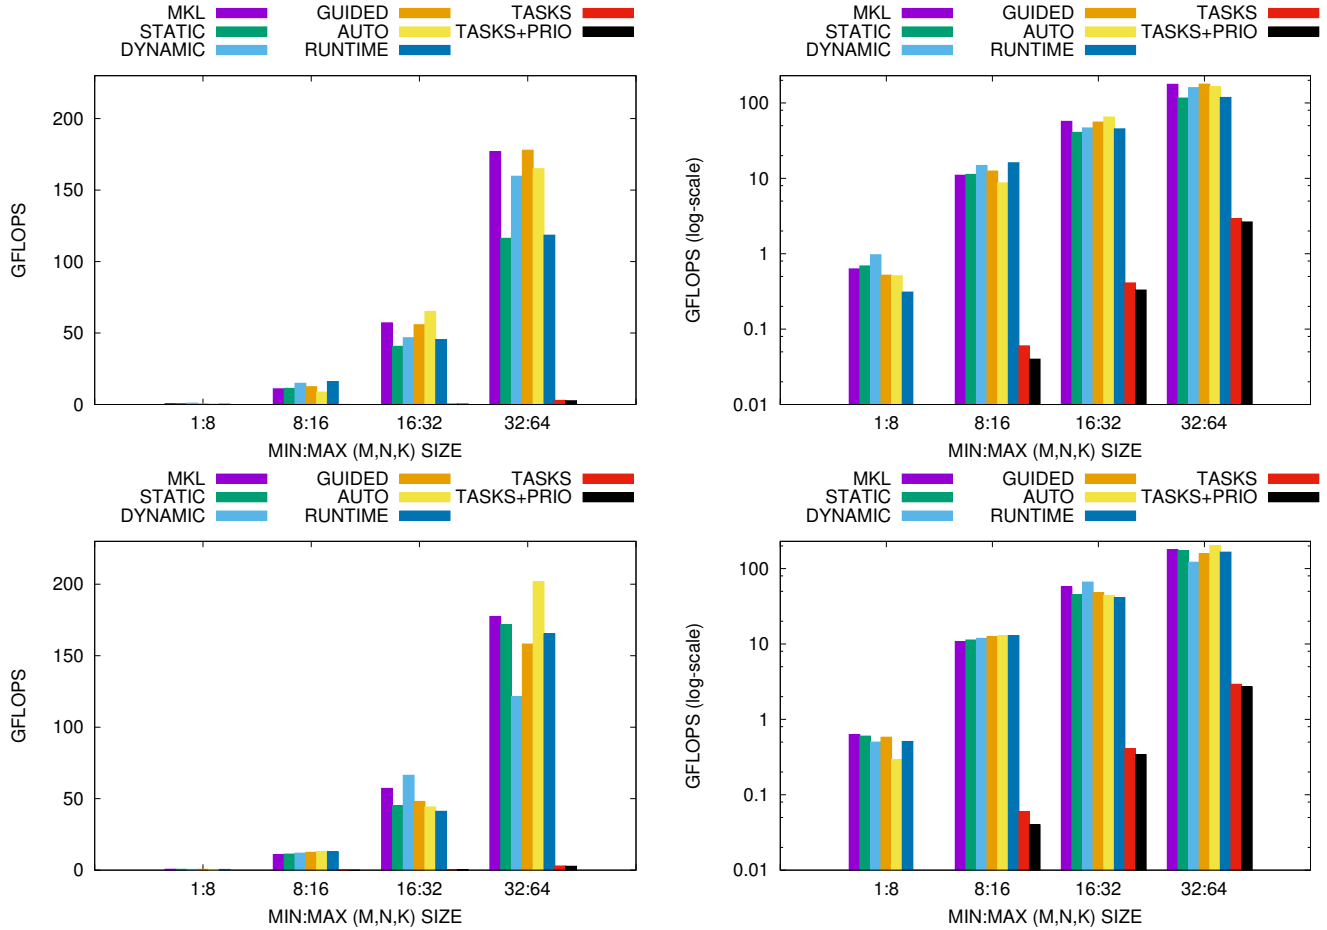 MKL GUIDED TASKS
STATIC AUTO TASKS+PRIO
DYNAMIC RUNTIME
GFLOPS
200
150
100
50
0
1:8 8:16 16:32 32:64
MIN:MAX (M,N,K) SIZE
MKL GUIDED TASKS
STATIC AUTO TASKS+PRIO
DYNAMIC RUNTIME
GFLOPS (log-scale)
100
10
1
0.1
0.01
1:8 8:16 16:32 32:64
MIN:MAX (M,N,K) SIZE
MKL GUIDED TASKS
STATIC AUTO TASKS+PRIO
DYNAMIC RUNTIME
GFLOPS
200
150
100
50
0
1:8 8:16 16:32 32:64
MIN:MAX (M,N,K) SIZE
MKL GUIDED TASKS
STATIC AUTO TASKS+PRIO
DYNAMIC RUNTIME
GFLOPS (log-scale)
100
10
1
0.1
0.01
1:8 8:16 16:32 32:64
MIN:MAX (M,N,K) SIZE